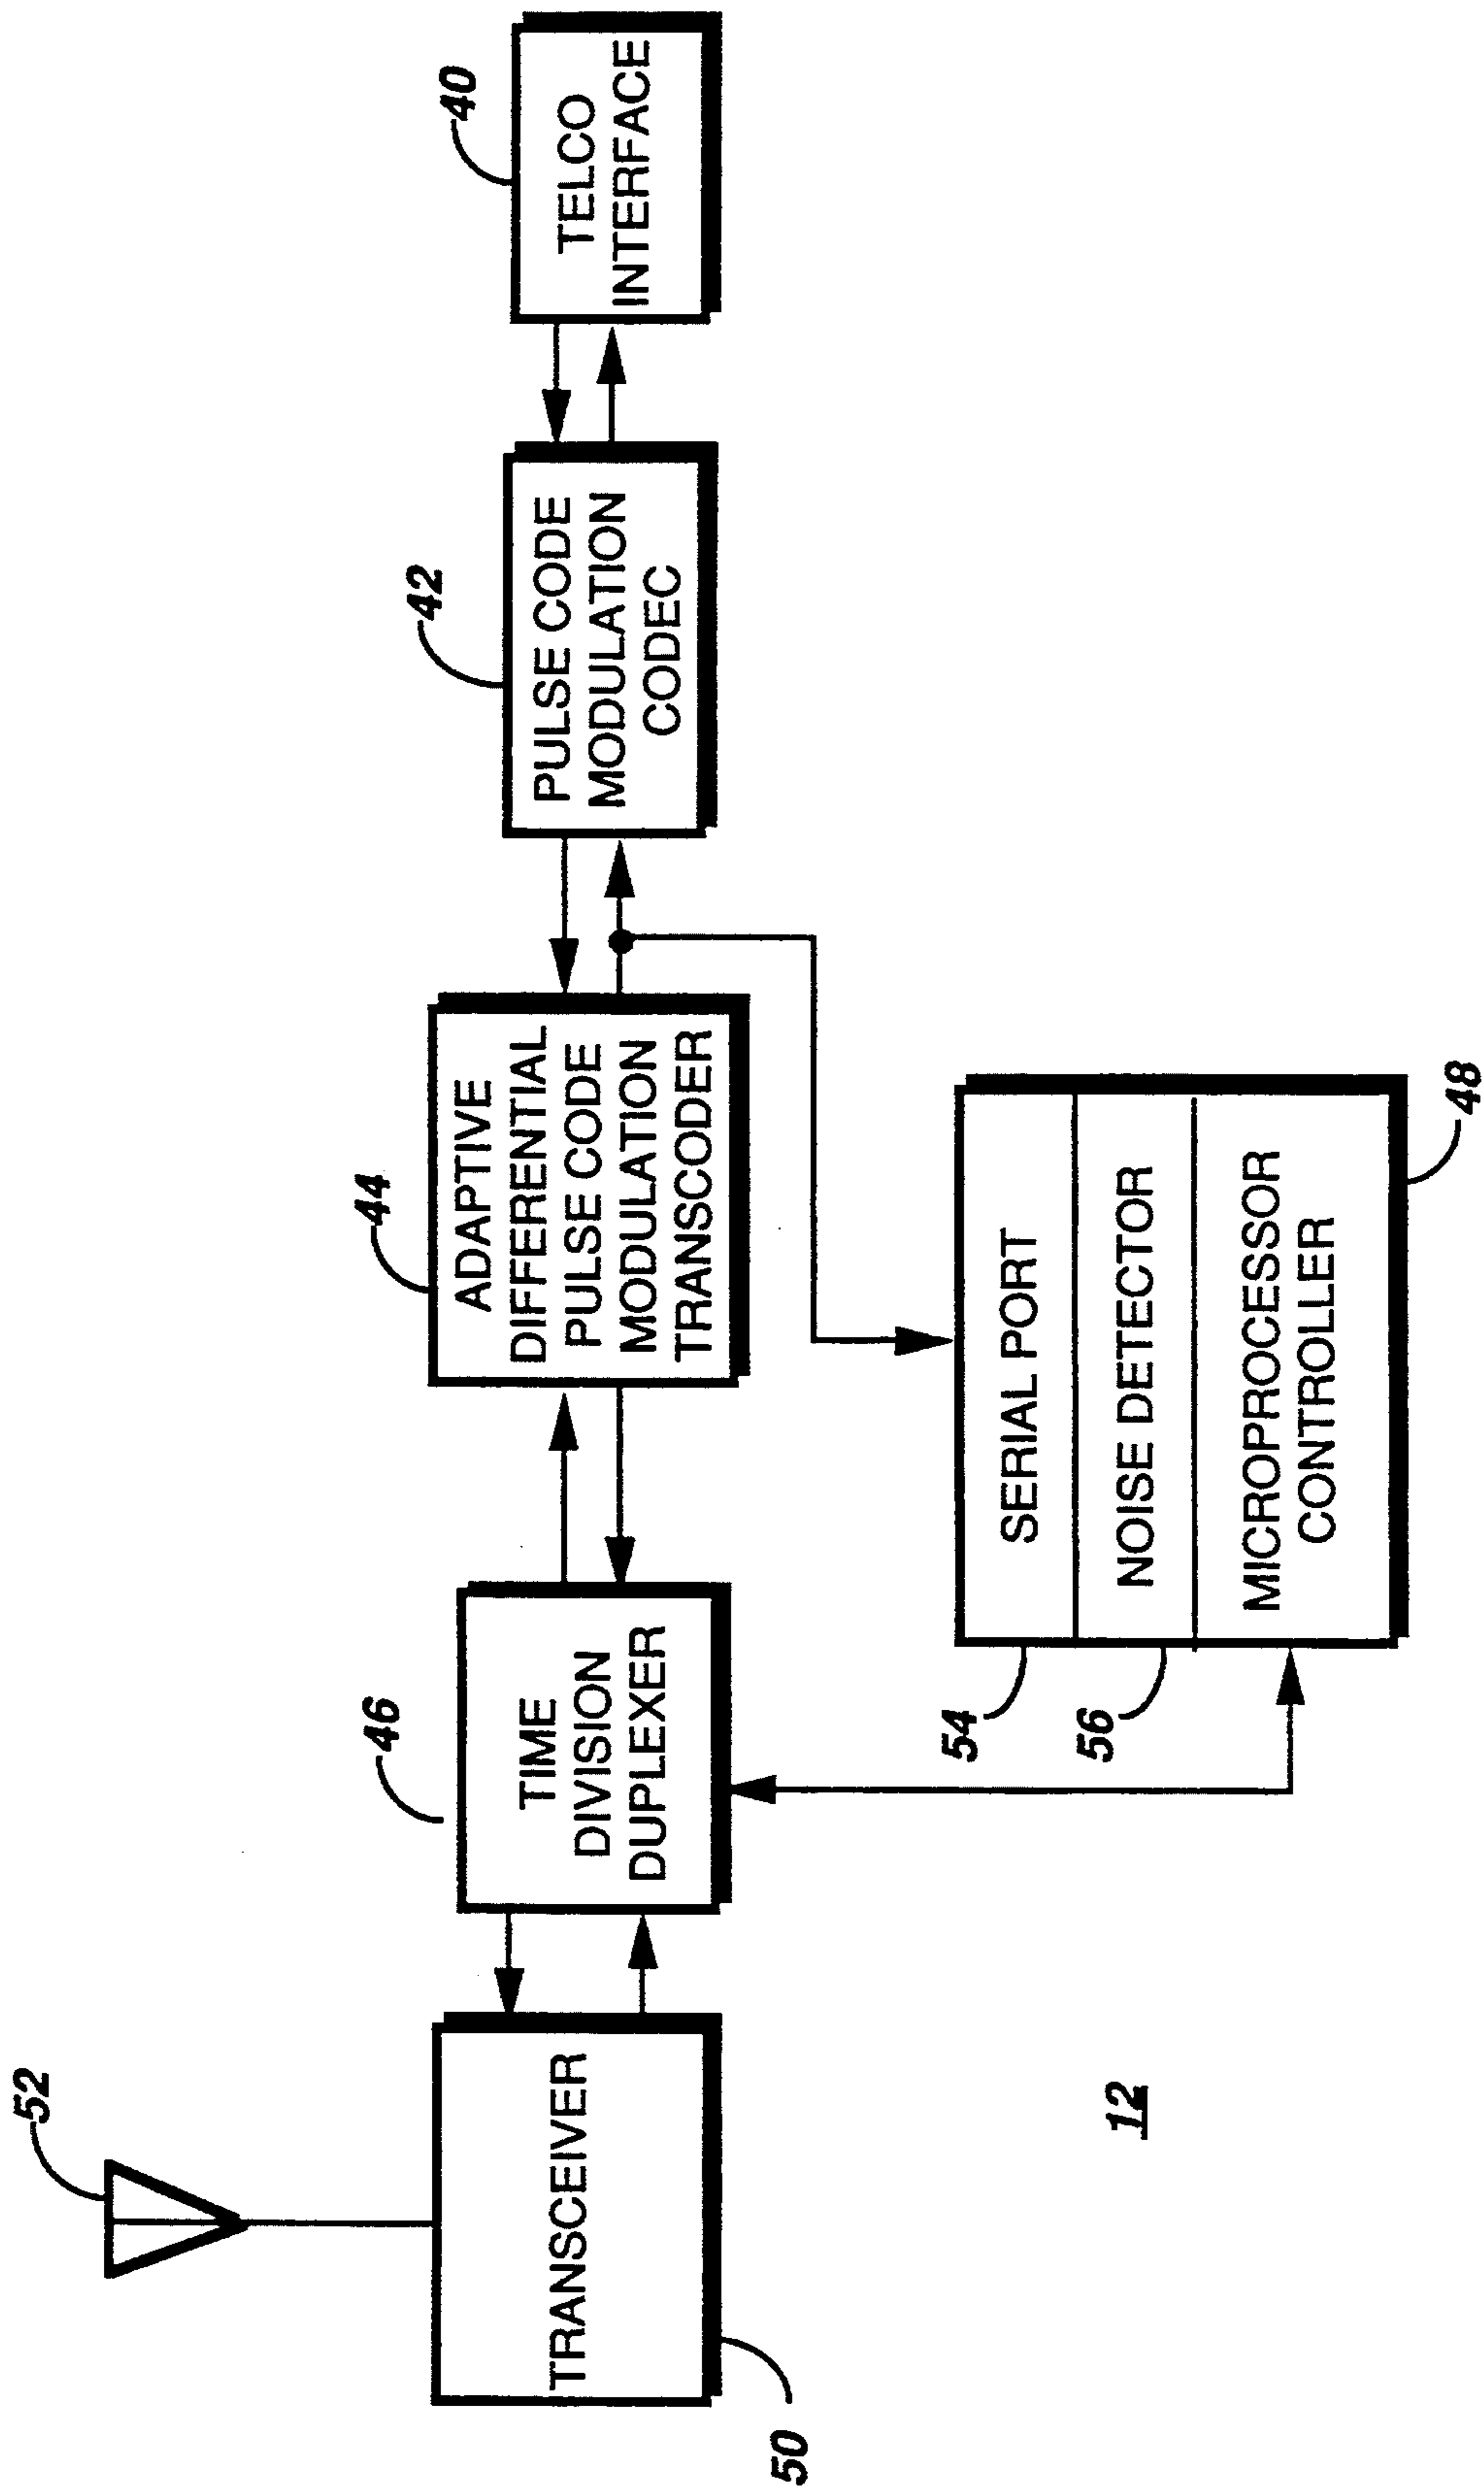 52
TRANSCEIVER
50
46
TIME
DIVISION
DUPLEXER
44
ADAPTIVE
DIFFERENTIAL
PULSE CODE
MODULATION
TRANSCODER
42
PULSE CODE
MODULATION
CODEC
40
TELCO
INTERFACE
54
SERIAL PORT
56
NOISE DETECTOR
MICROPROCESSOR
CONTROLLER
48
12